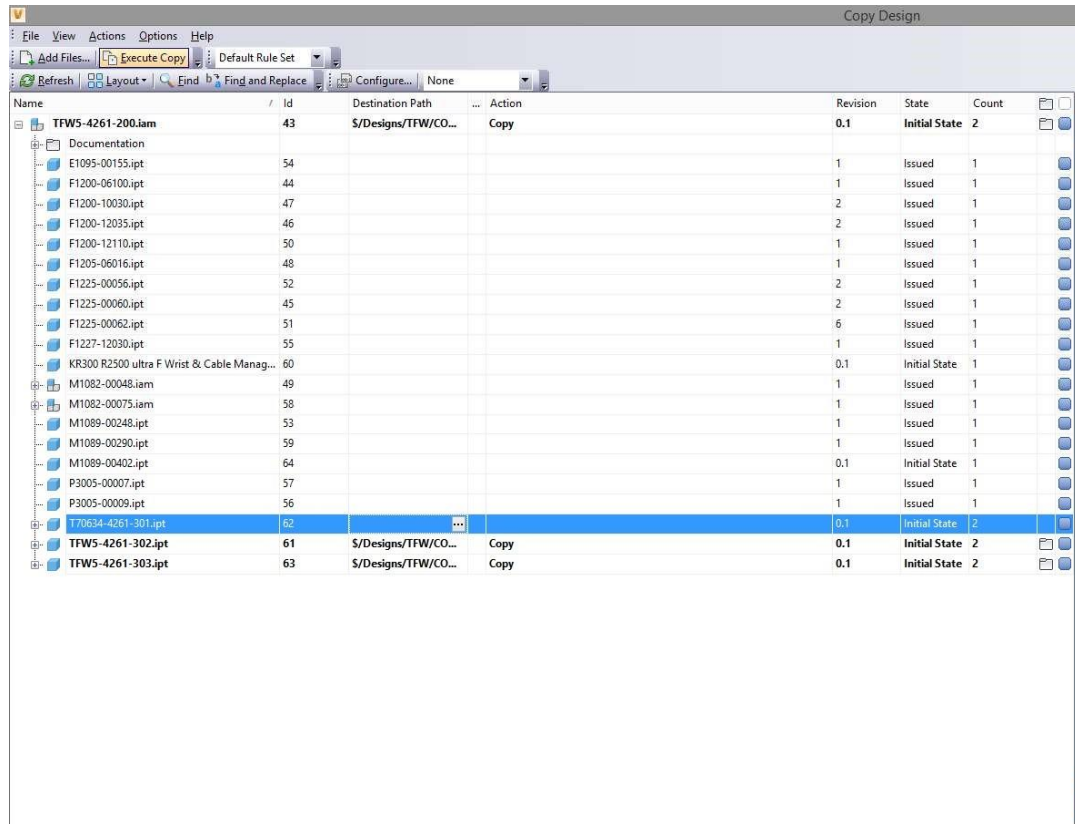 Copy Design
File View Actions Options Help
Add Files... Execute Copy Default Rule Set
Refresh Layout Find Find and Replace Configure... None
Name Id Destination Path ... Action Revision State Count
TFW5-4261-200.iam 43 $/Designs/TFW/CO... Copy 0.1 Initial State 2
Documentation
E1095-00155.ipt 54 1 Issued 1
F1200-06100.ipt 44 1 Issued 1
F1200-10030.ipt 47 2 Issued 1
F1200-12035.ipt 46 2 Issued 1
F1200-12110.ipt 50 1 Issued 1
F1205-06016.ipt 48 1 Issued 1
F1225-00056.ipt 52 2 Issued 1
F1225-00060.ipt 45 2 Issued 1
F1225-00062.ipt 51 6 Issued 1
F1227-12030.ipt 55 1 Issued 1
KR300 R2500 ultra F Wrist & Cable Manag... 60 0.1 Initial State 1
M1082-00048.iam 49 1 Issued 1
M1082-00075.iam 58 1 Issued 1
M1089-00248.ipt 53 1 Issued 1
M1089-00290.ipt 59 1 Issued 1
M1089-00402.ipt 64 0.1 Initial State 1
P3005-00007.ipt 57 1 Issued 1
P3005-00009.ipt 56 1 Issued 1
T70634-4261-301.ipt 62 ... 0.1 Initial State 2
TFW5-4261-302.ipt 61 $/Designs/TFW/CO... Copy 0.1 Initial State 2
TFW5-4261-303.ipt 63 $/Designs/TFW/CO... Copy 0.1 Initial State 2